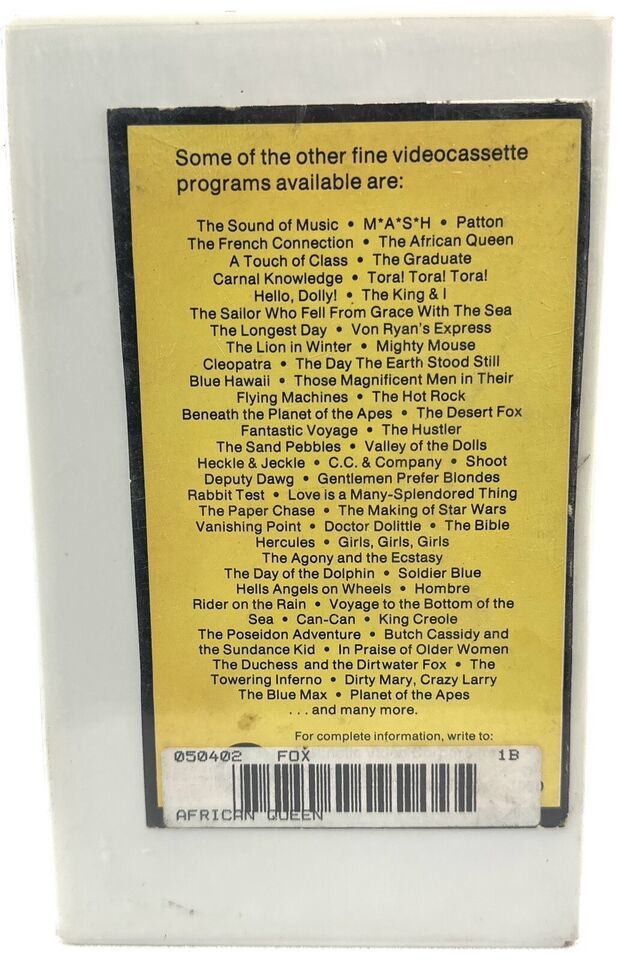 Some of the other fine videocassette
programs available are:
The Sound of Music • M*A*S*H • Patton
The French Connection • The African Queen
A Touch of Class • The Graduate
Carnal Knowledge • Tora! Tora! Tora!
Hello, Dolly! • The King & I
The Sailor Who Fell From Grace With The Sea
The Longest Day • Von Ryan's Express
The Lion in Winter • Mighty Mouse
Cleopatra • The Day The Earth Stood Still
Blue Hawaii • Those Magnificent Men in Their
Flying Machines • The Hot Rock
Beneath the Planet of the Apes • The Desert Fox
Fantastic Voyage • The Hustler
The Sand Pebbles • Valley of the Dolls
Heckle & Jeckle • C.C. & Company • Shoot
Deputy Dawg • Gentlemen Prefer Blondes
Rabbit Test • Love is a Many-Splendored Thing
The Paper Chase • The Making of Star Wars
Vanishing Point • Doctor Dolittle • The Bible
Hercules • Girls, Girls, Girls
The Agony and the Ecstasy
The Day of the Dolphin • Soldier Blue
Hells Angels on Wheels • Hombre
Rider on the Rain • Voyage to the Bottom of the
Sea • Can-Can • King Creole
The Poseidon Adventure • Butch Cassidy and
the Sundance Kid • In Praise of Older Women
The Duchess and the Dirtwater Fox • The
Towering Inferno • Dirty Mary, Crazy Larry
The Blue Max • Planet of the Apes
. . . and many more.
For complete information, write to:
050402 FOX 1B
AFRICAN QUEEN